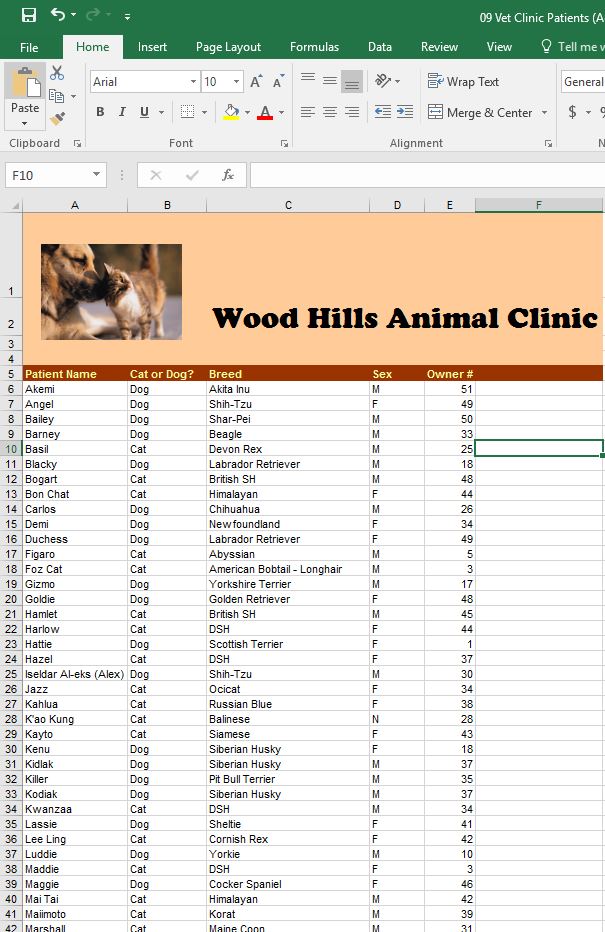 09 Vet Clinic Patients (A
File Home Insert Page Layout Formulas Data Review View Tell me w
Paste Arial 10 A A Wrap Text General
B I U A Merge & Center $ %
Clipboard Font Alignment N
F10 fx
A B C D E F
1
Wood Hills Animal Clinic
2
3
4
5 Patient Name Cat or Dog? Breed Sex Owner #
6 Akemi Dog Akita Inu M 51
7 Angel Dog Shih-Tzu F 49
8 Bailey Dog Shar-Pei M 50
9 Barney Dog Beagle M 33
10 Basil Cat Devon Rex M 25
11 Blacky Dog Labrador Retriever M 18
12 Bogart Cat British SH M 48
13 Bon Chat Cat Himalayan F 44
14 Carlos Dog Chihuahua M 26
15 Demi Dog Newfoundland F 34
16 Duchess Dog Labrador Retriever F 49
17 Figaro Cat Abyssian M 5
18 Foz Cat Cat American Bobtail - Longhair M 3
19 Gizmo Dog Yorkshire Terrier M 17
20 Goldie Dog Golden Retriever F 48
21 Hamlet Cat British SH M 45
22 Harlow Cat DSH F 44
23 Hattie Dog Scottish Terrier F 1
24 Hazel Cat DSH F 37
25 Iseldar Al-eks (Alex) Dog Shih-Tzu M 30
26 Jazz Cat Ocicat F 34
27 Kahlua Cat Russian Blue F 38
28 K'ao Kung Cat Balinese N 28
29 Kayto Cat Siamese F 43
30 Kenu Dog Siberian Husky F 18
31 Kidlak Dog Siberian Husky M 37
32 Killer Dog Pit Bull Terrier M 35
33 Kodiak Dog Siberian Husky M 37
34 Kwanzaa Cat DSH M 34
35 Lassie Dog Sheltie F 41
36 Lee Ling Cat Cornish Rex F 42
37 Luddie Dog Yorkie M 10
38 Maddie Cat DSH F 3
39 Maggie Dog Cocker Spaniel F 46
40 Mai Tai Cat Himalayan M 42
41 Maiimoto Cat Korat M 39
42 Marshall Cat Maine Coon M 31